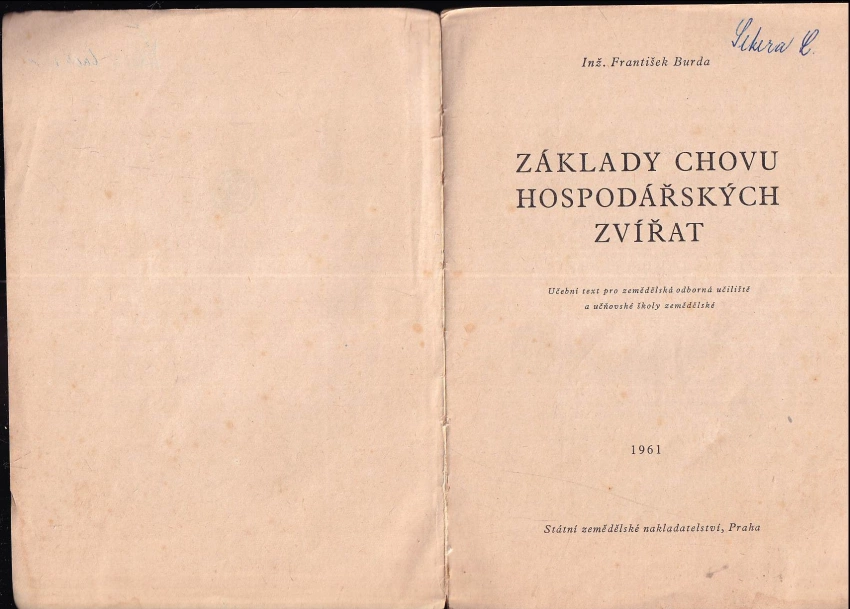 Sekera L.
Inž. František Burda
ZÁKLADY CHOVU
HOSPODÁŘSKÝCH
ZVÍŘAT
Učební text pro zemědělská odborná učiliště
a učňovské školy zemědělské
1961
Státní zemědělské nakladatelství, Praha